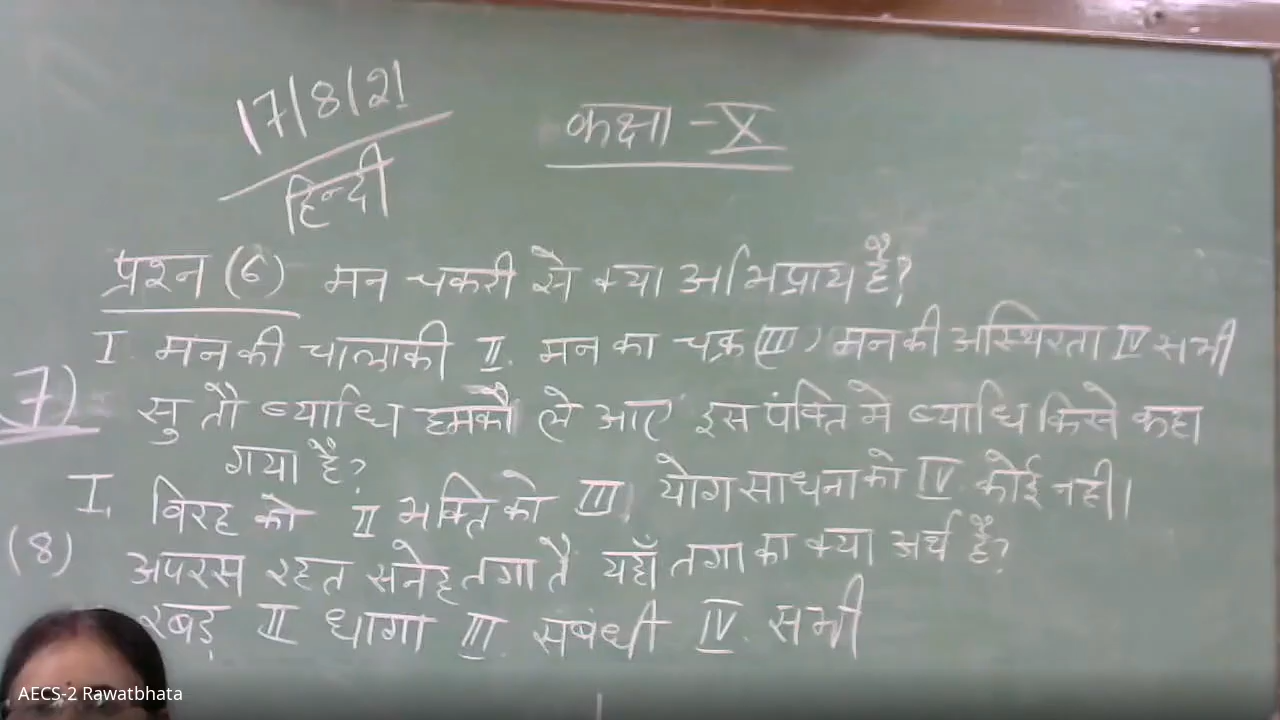 17/8/21
हिन्दी
कक्षा - X
प्रश्न (6) मन चकरी से क्या अभिप्राय है?
I मन की चालाकी II. मन का चक्र (III) मन की अस्थिरता IV सभी
7) सु तौ ब्याधि हमकौ ले आए इस पंक्ति मे ब्याधि किसे कहा
गया है?
I, विरह को II भक्ति को III, योग साधना को IV कोई नही।
(8) अपरस रहत सनेह तगा तै यहाँ तगा का क्या अर्थ है?
रबड़ II धागा III. संबंधी IV. सभी
AECS-2 Rawatbhata